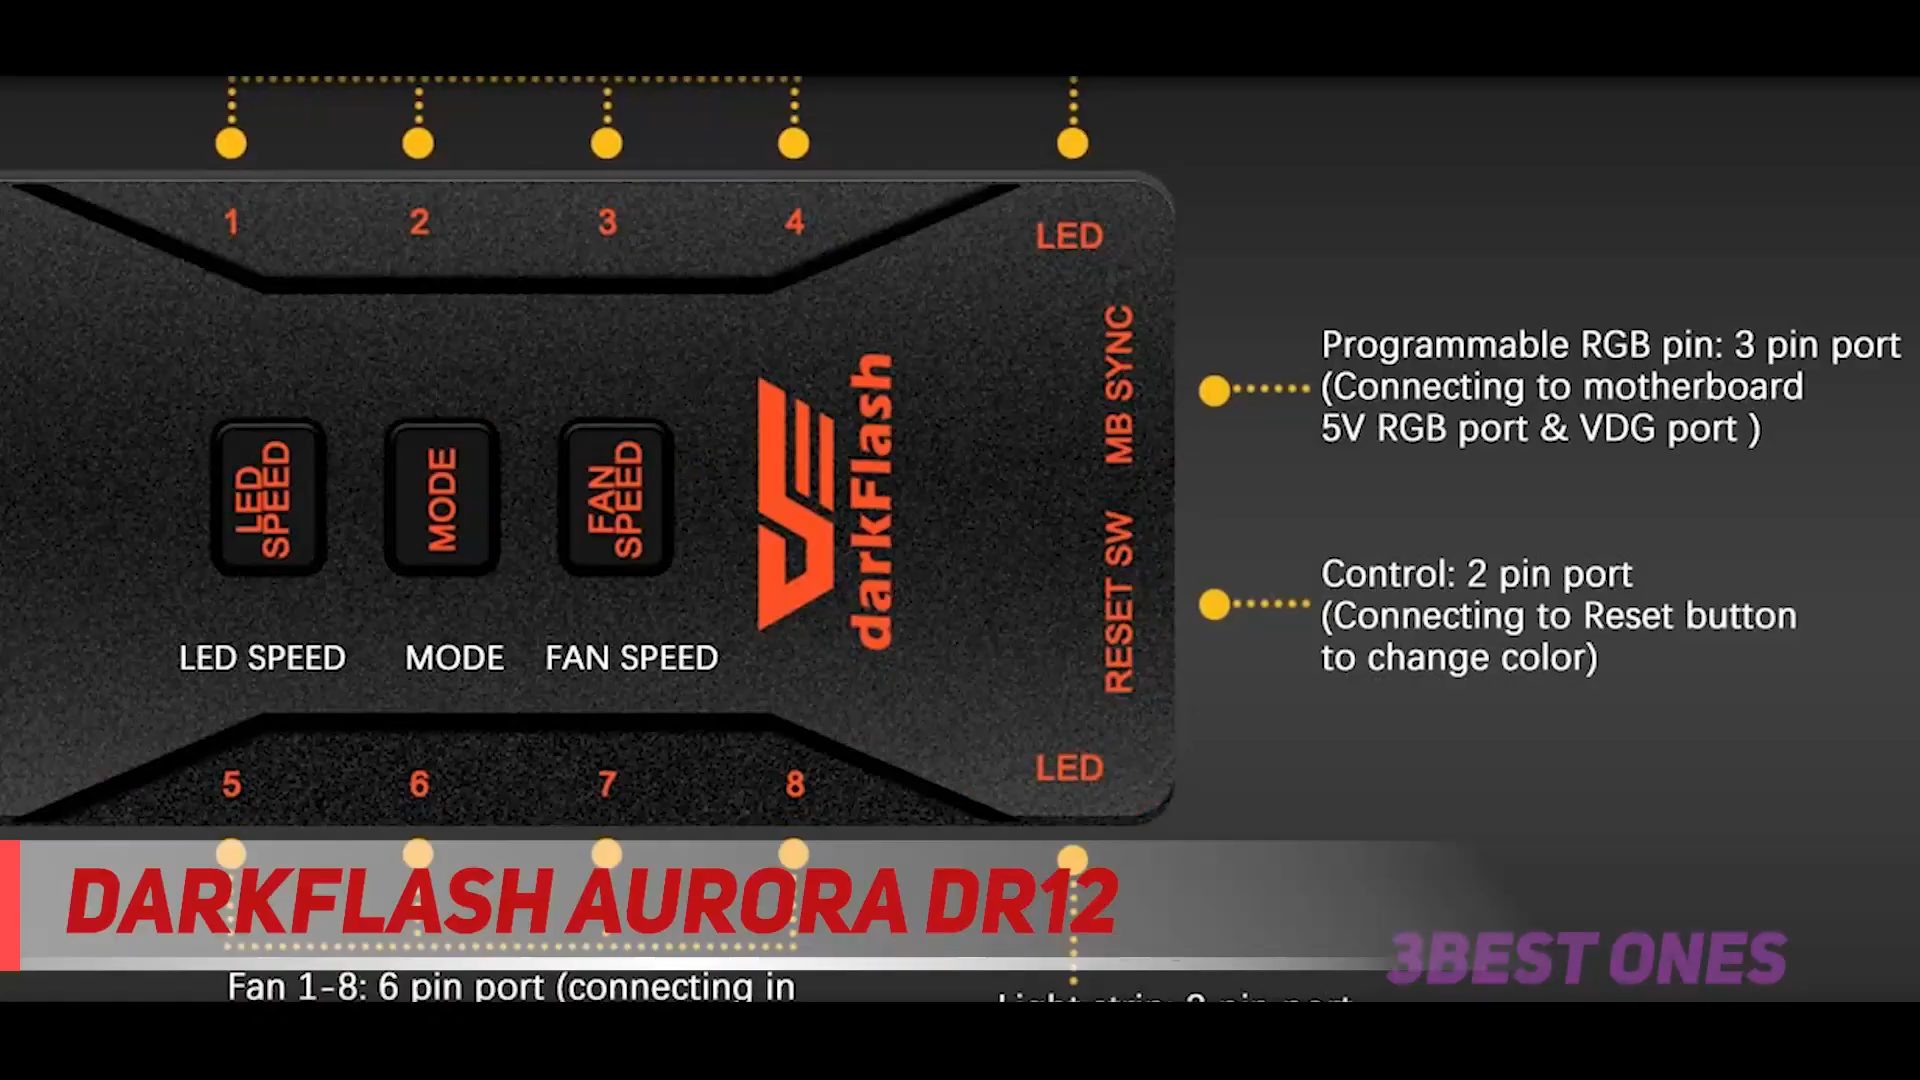 1 2 3 4
LED
MB SYNC
Programmable RGB pin: 3 pin port
(Connecting to motherboard
5V RGB port & VDG port )
LED
SPEED
MODE
FAN
SPEED
darkFlash
RESET SW
Control: 2 pin port
(Connecting to Reset button
to change color)
LED SPEED MODE FAN SPEED
5 6 7 8
LED
DARKFLASH AURORA DR12
3BEST ONES
Fan 1-8: 6 pin port (connecting in